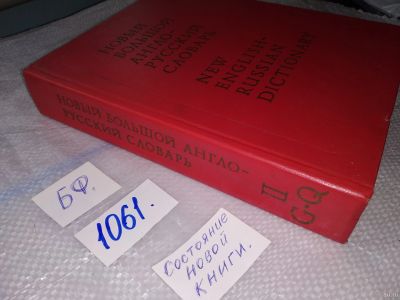 НОВЫЙ
БОЛЬШОЙ
АНГЛО-
РУССКИЙ
СЛОВАРЬ
NEW
ENGLISH-
RUSSIAN
DICTIONARY
НОВЫЙ БОЛЬШОЙ АНГЛО-
РУССКИЙ СЛОВАРЬ
II
G-Q
БФ.
1061.
Состояние
новой
книги.